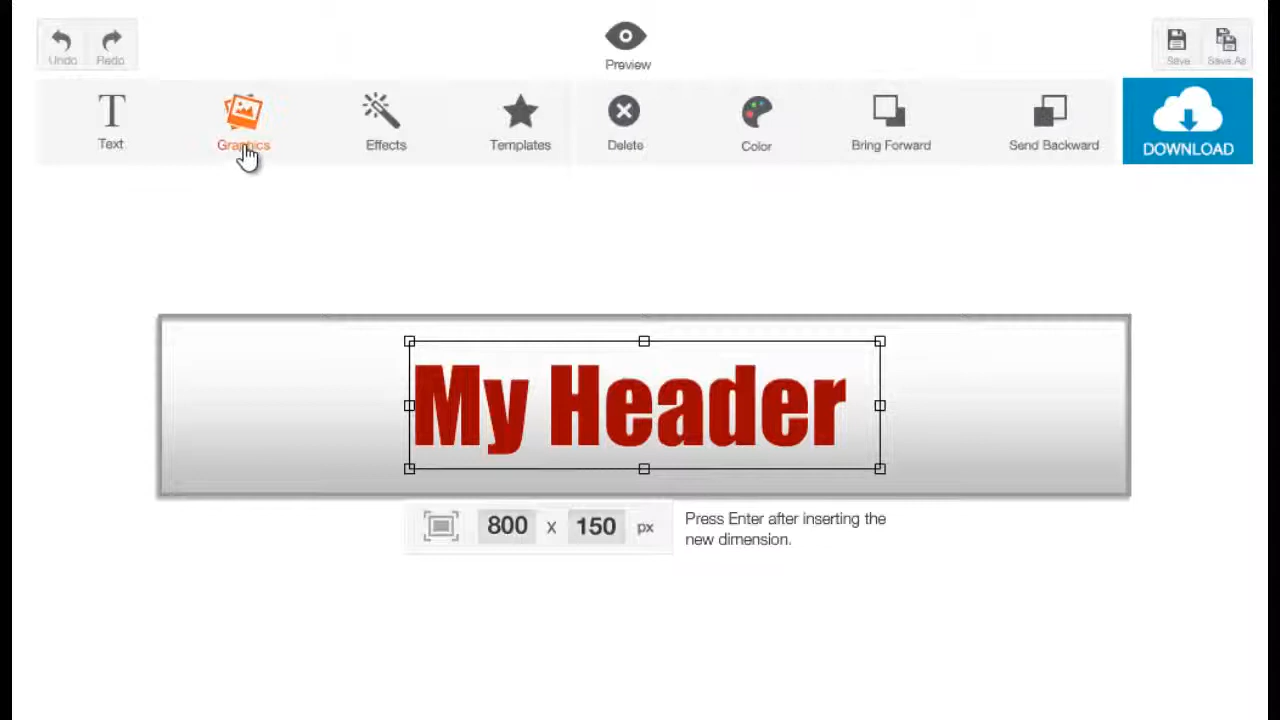 Undo Redo
Preview
Save Save As
Text Graphics Effects Templates Delete Color Bring Forward Send Backward DOWNLOAD
My Header
800 x 150 px
Press Enter after inserting the
new dimension.